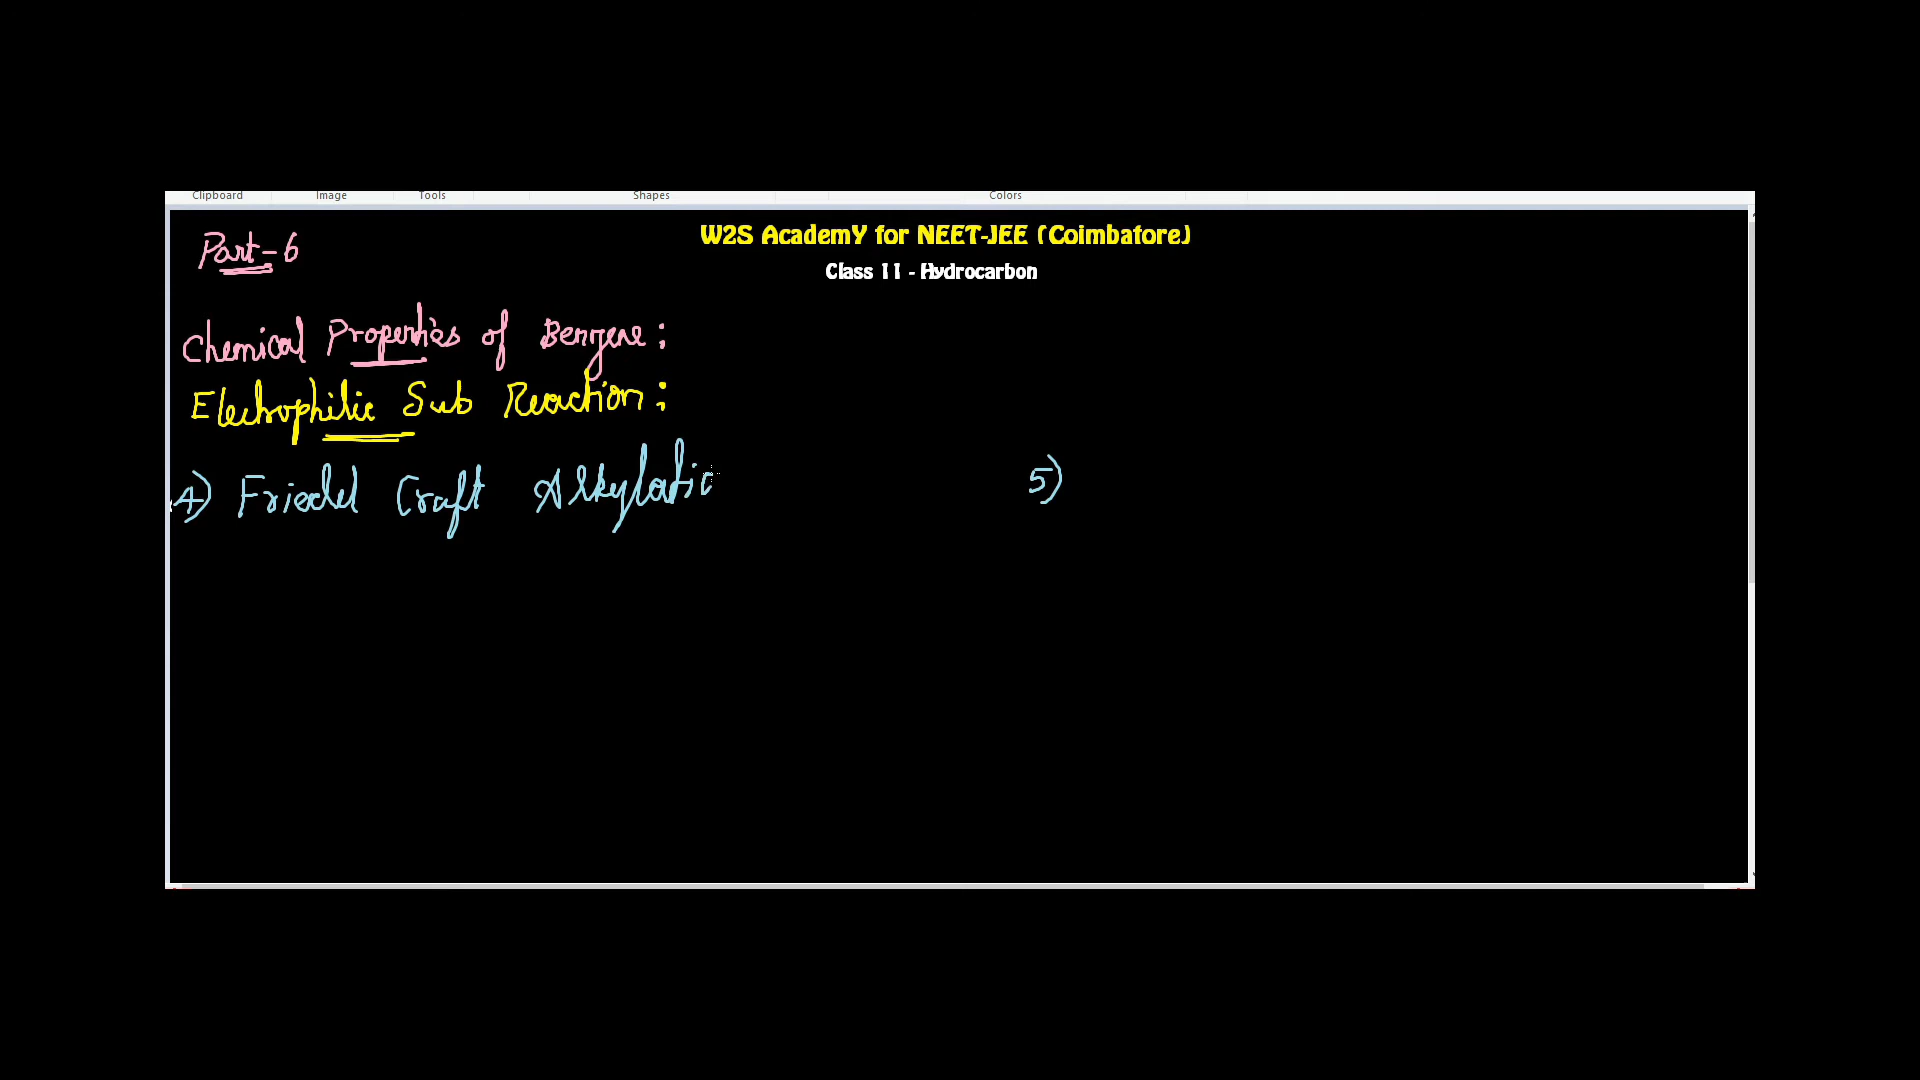 Clipboard Image Tools Shapes Colors
W2S AcademY for NEET-JEE (Coimbatore)
Part-6
Class 11 - Hydrocarbon
Chemical Properties of Benzene:
Electrophilic Sub Reaction:
4) Friedel Craft Alkylatio 5)